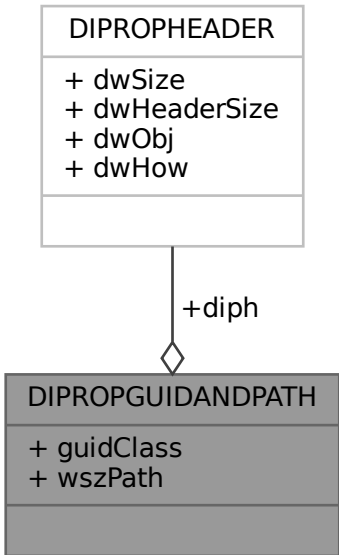 DIPROPHEADER
+ dwSize
+ dwHeaderSize
+ dwObj
+ dwHow
+diph
DIPROPGUIDANDPATH
+ guidClass
+ wszPath